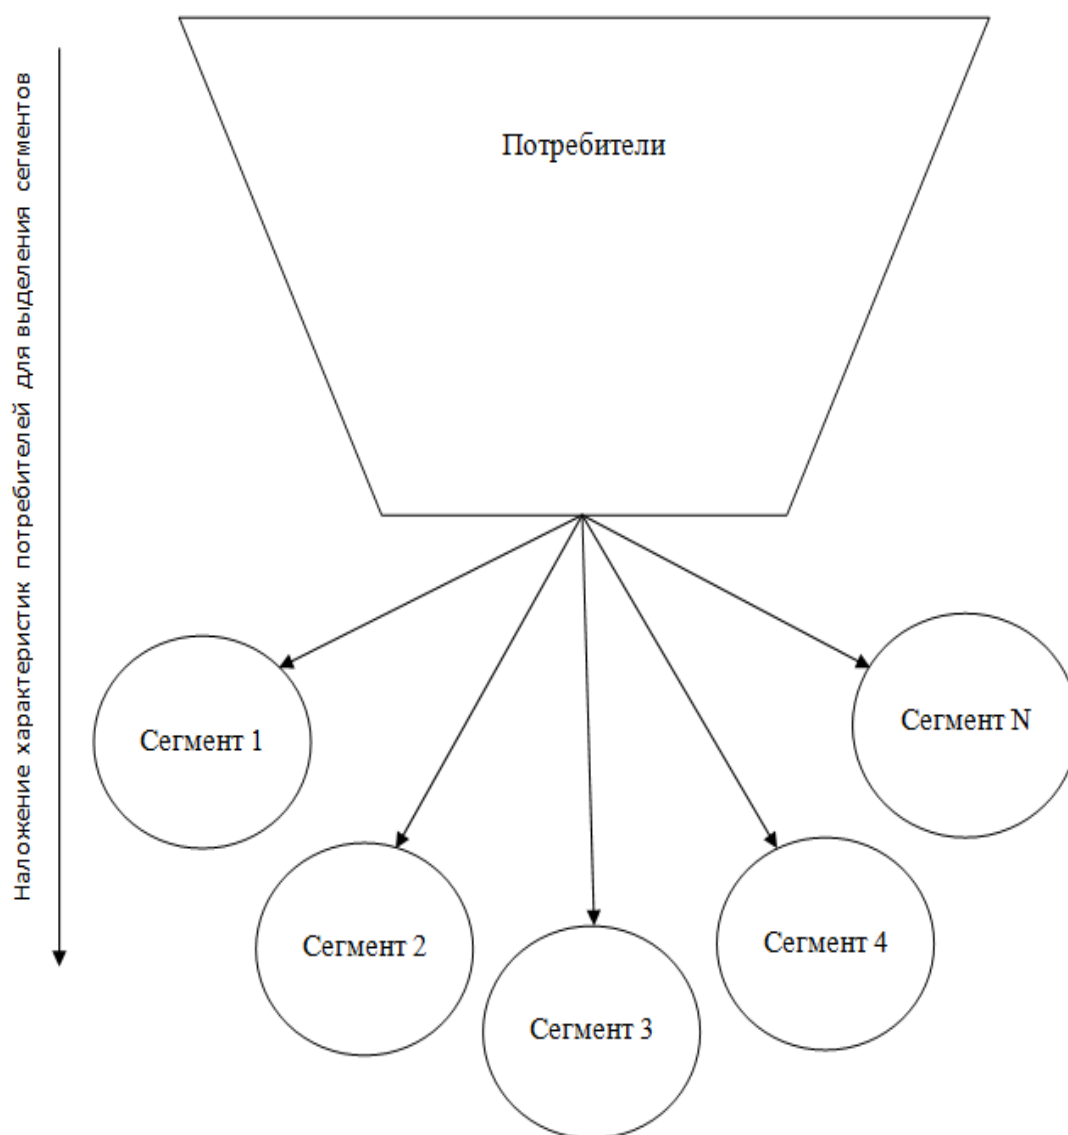 Наложение характеристик потребителей для выделения сегментов
Потребители
Сегмент 1
Сегмент 2
Сегмент 3
Сегмент 4
Сегмент N